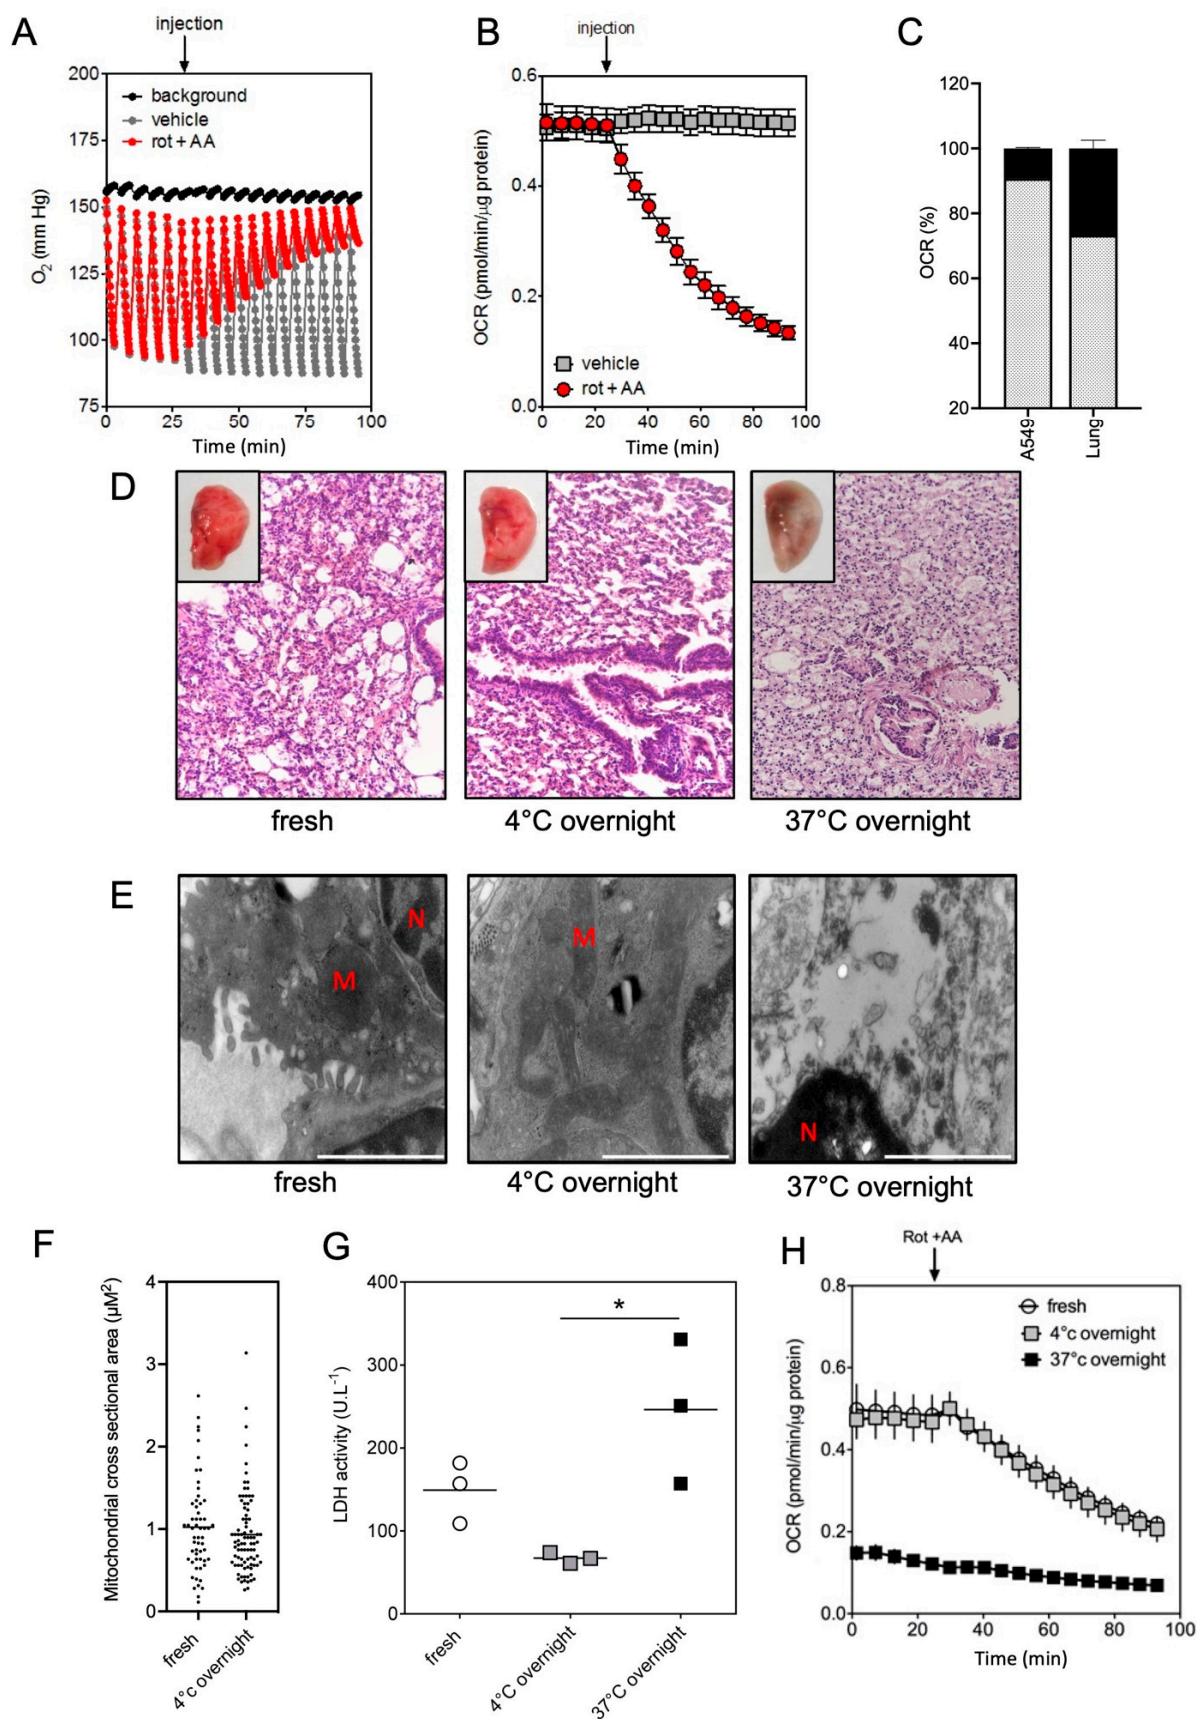 A
injection
O2 (mm Hg)
200
175
150
125
100
75
background
vehicle
rot + AA
0
25
50
75
100
Time (min)
B
injection
OCR (pmol/min/µg protein)
0.6
0.4
0.2
0.0
vehicle
rot + AA
0
20
40
60
80
100
Time (min)
C
OCR (%)
120
100
80
60
40
20
A549
Lung
D
fresh
4°C overnight
37°C overnight
E
N
M
M
N
fresh
4°C overnight
37°C overnight
F
Mitochondrial cross sectional area (µM²)
4
3
2
1
0
fresh
4°c overnight
G
LDH activity (U.L⁻¹)
400
300
200
100
0
*
fresh
4°C overnight
37°C overnight
H
Rot +AA
OCR (pmol/min/µg protein)
0.8
0.6
0.4
0.2
0.0
fresh
4°c overnight
37°c overnight
0
20
40
60
80
100
Time (min)